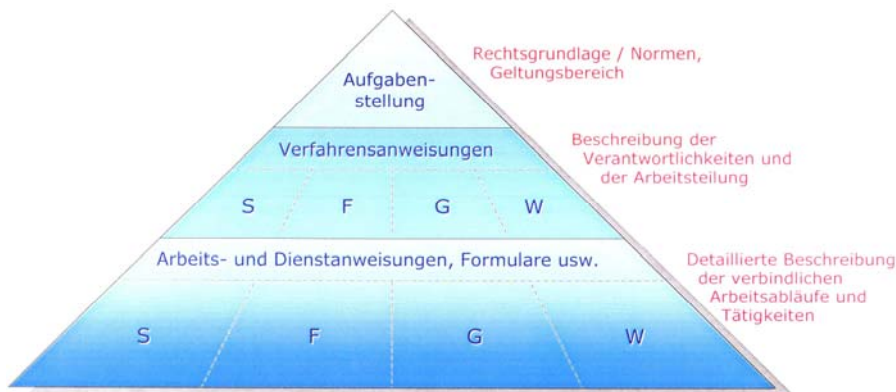 Aufgaben-
stellung
Rechtsgrundlage / Normen,
Geltungsbereich
Verfahrensanweisungen
S F G W
Beschreibung der
Verantwortlichkeiten und
der Arbeitsteilung
Arbeits- und Dienstanweisungen, Formulare usw.
S F G W
Detaillierte Beschreibung
der verbindlichen
Arbeitsabläufe und
Tätigkeiten